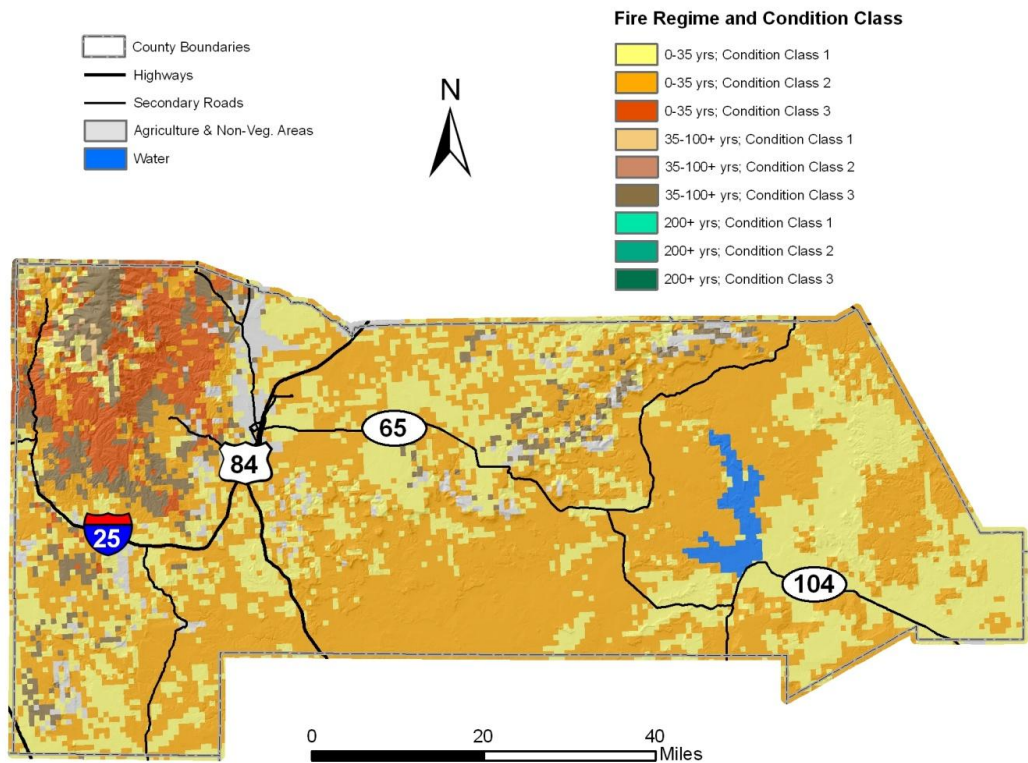 County Boundaries
Highways
Secondary Roads
Agriculture & Non-Veg. Areas
Water
N
Fire Regime and Condition Class
0-35 yrs; Condition Class 1
0-35 yrs; Condition Class 2
0-35 yrs; Condition Class 3
35-100+ yrs; Condition Class 1
35-100+ yrs; Condition Class 2
35-100+ yrs; Condition Class 3
200+ yrs; Condition Class 1
200+ yrs; Condition Class 2
200+ yrs; Condition Class 3
65
84
25
104
0 20 40
Miles